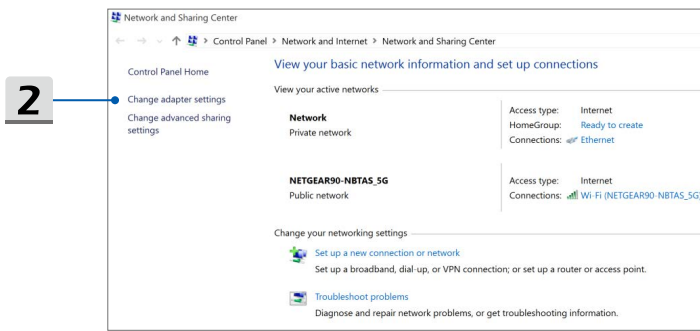 Network and Sharing Center
Control Panel > Network and Internet > Network and Sharing Center
Control Panel Home
View your basic network information and set up connections
View your active networks
2
Change adapter settings
Change advanced sharing
settings
Network
Private network
Access type: Internet
HomeGroup: Ready to create
Connections: Ethernet
NETGEAR90-NBTAS_5G
Public network
Access type: Internet
Connections: Wi-Fi (NETGEAR90-NBTAS_5G)
Change your networking settings
Set up a new connection or network
Set up a broadband, dial-up, or VPN connection; or set up a router or access point.
Troubleshoot problems
Diagnose and repair network problems, or get troubleshooting information.